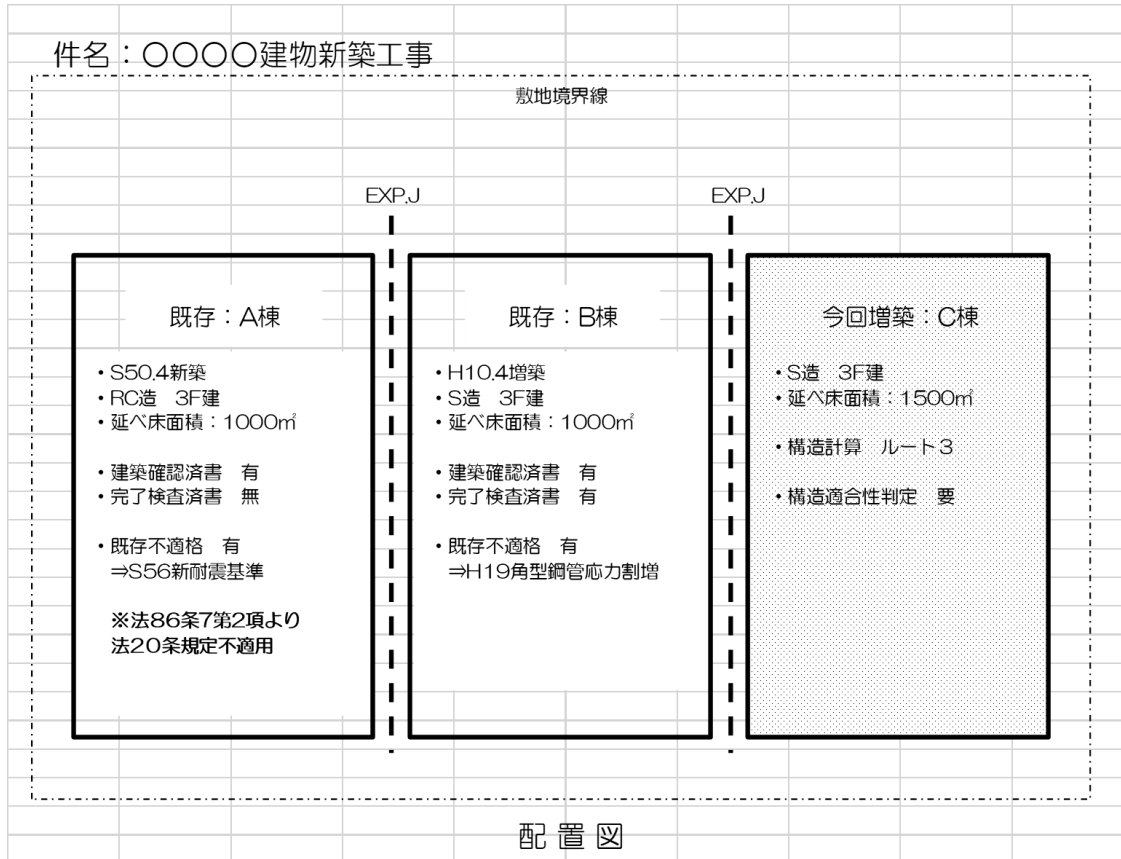 件名：〇〇〇〇建物新築工事
敷地境界線
EXP.J
EXP.J
既存：A棟
・S50.4新築
・RC造　3F建
・延べ床面積：1000㎡
・建築確認済書　有
・完了検査済書　無
・既存不適格　有
⇒S56新耐震基準
※法86条7第2項より
法20条規定不適用
既存：B棟
・H10.4増築
・S造　3F建
・延べ床面積：1000㎡
・建築確認済書　有
・完了検査済書　有
・既存不適格　有
⇒H19角型鋼管応力割増
今回増築：C棟
・S造　3F建
・延べ床面積：1500㎡
・構造計算　ルート3
・構造適合性判定　要
配置図